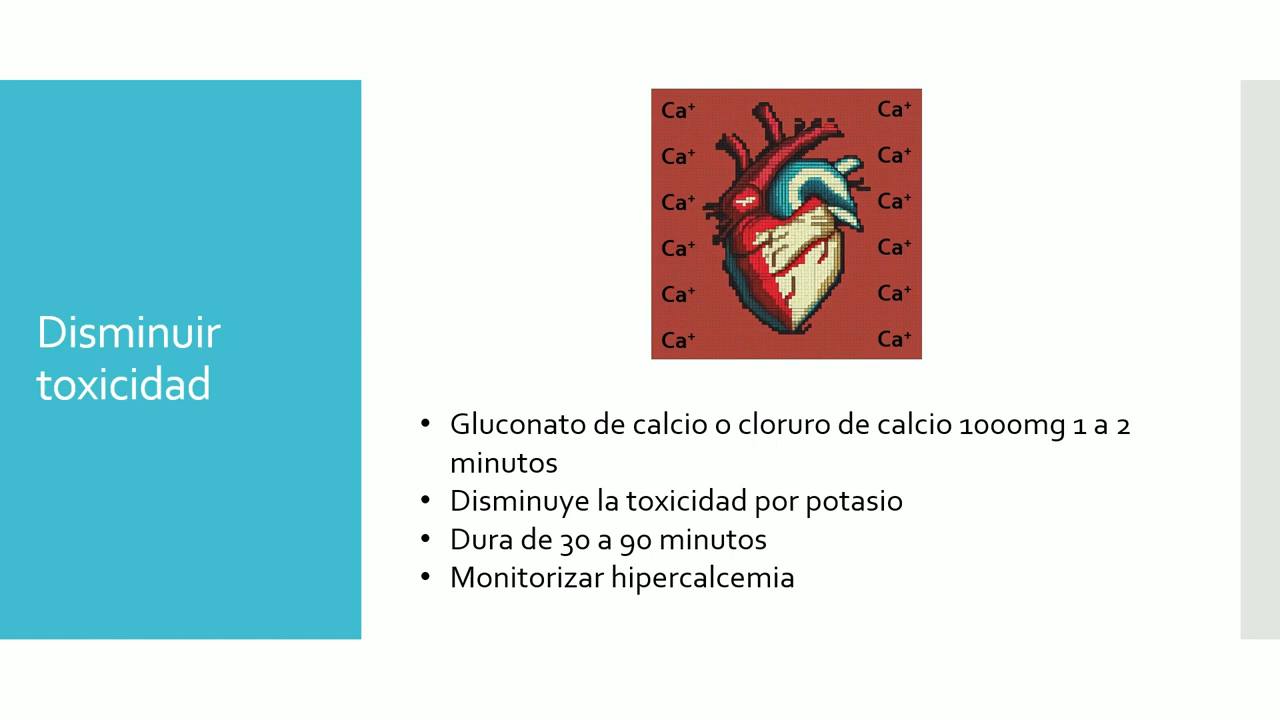 Disminuir
toxicidad
Ca⁺ Ca⁺
Ca⁺ Ca⁺
Ca⁺ Ca⁺
Ca⁺ Ca⁺
Ca⁺ Ca⁺
Ca⁺ Ca⁺
• Gluconato de calcio o cloruro de calcio 1000mg 1 a 2
minutos
• Disminuye la toxicidad por potasio
• Dura de 30 a 90 minutos
• Monitorizar hipercalcemia